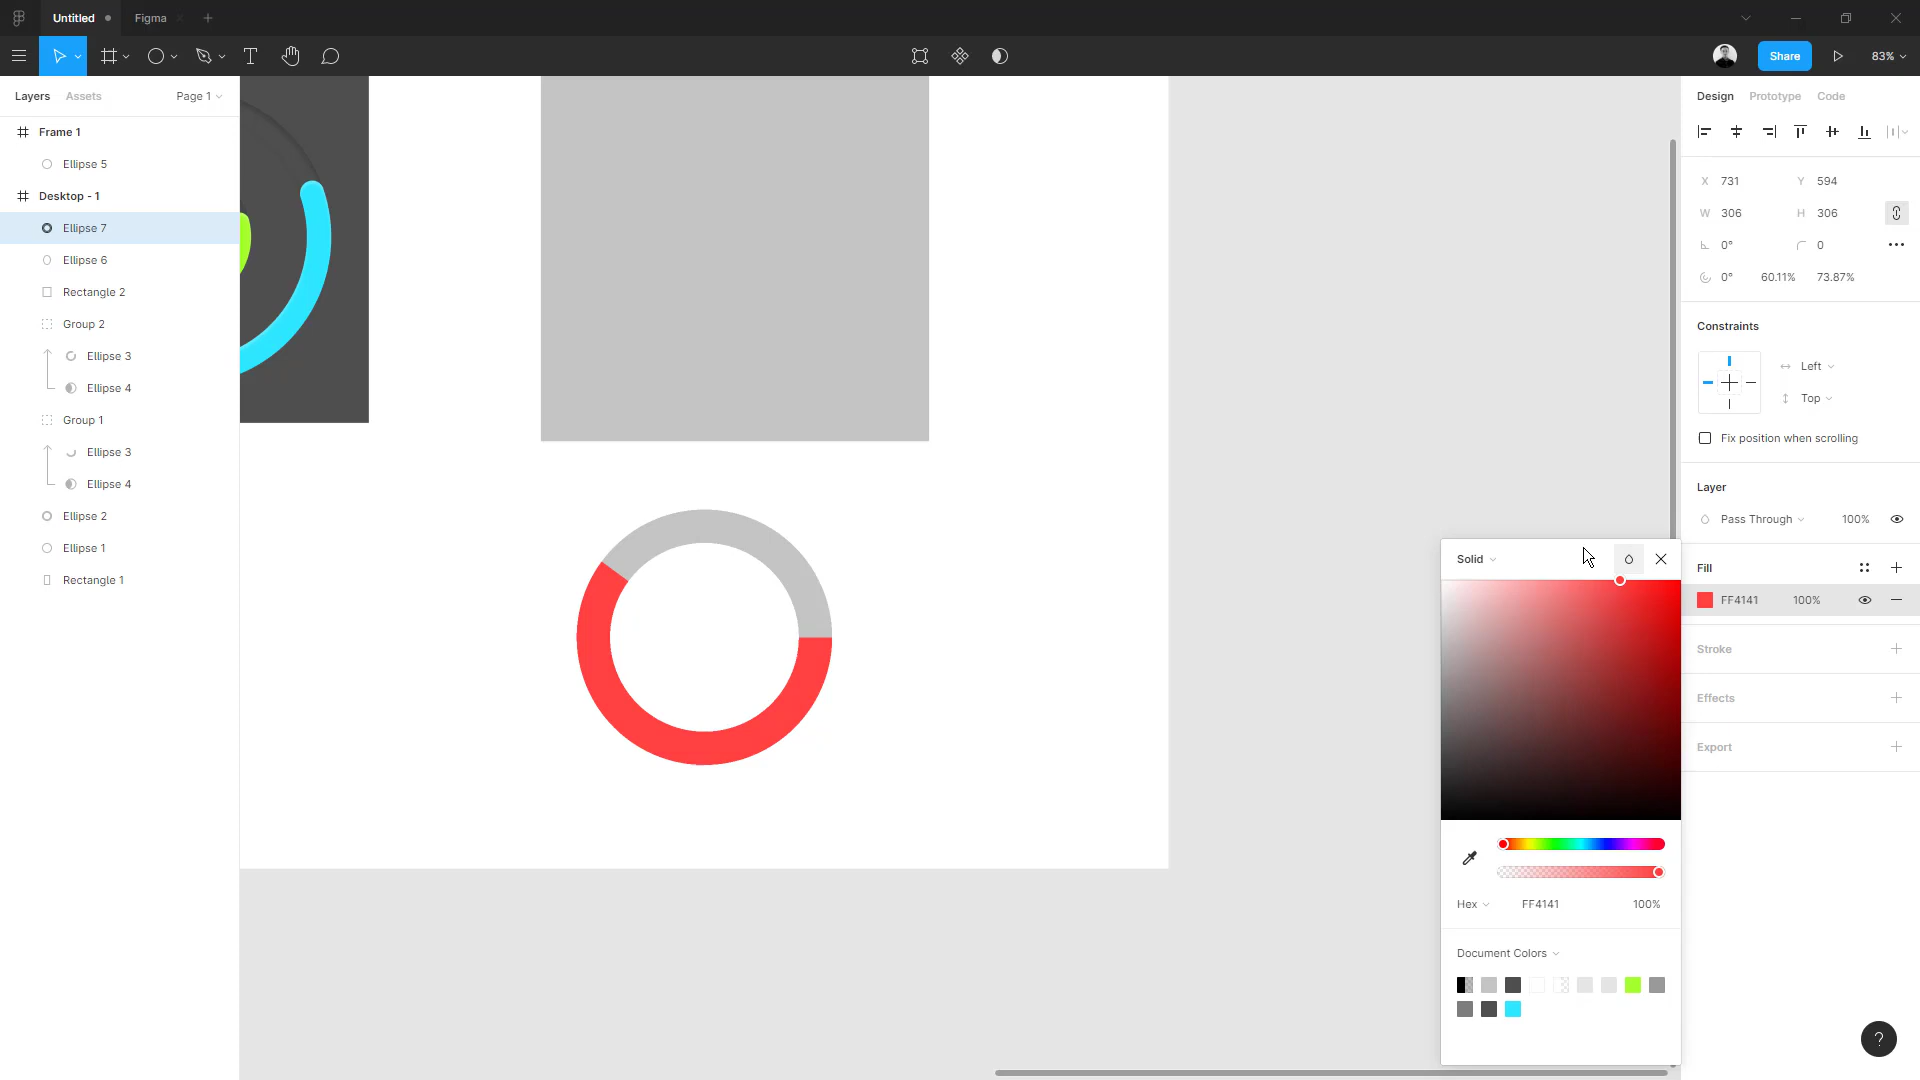 Untitled
Figma
Share
83%
Layers
Assets
Page 1
Frame 1
Ellipse 5
Desktop - 1
Ellipse 7
Ellipse 6
Rectangle 2
Group 2
Ellipse 3
Ellipse 4
Group 1
Ellipse 3
Ellipse 4
Ellipse 2
Ellipse 1
Rectangle 1
Design Prototype Code
X 731 Y 594
W 306 H 306
0° 0
0° 60.11% 73.87%
Constraints
Left
Top
Fix position when scrolling
Layer
Pass Through 100%
Fill
FF4141 100%
Stroke
Effects
Export
Solid
Hex FF4141 100%
Document Colors
?